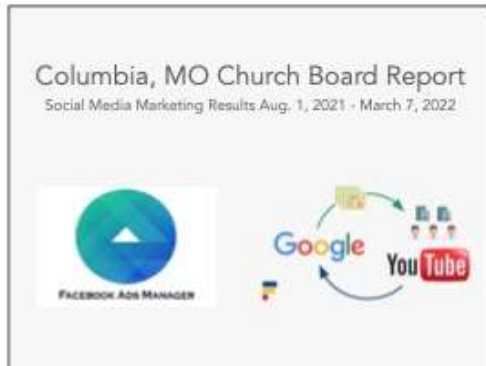 Columbia, MO Church Board Report
Social Media Marketing Results Aug. 1, 2021 - March 7, 2022
Google
YouTube
FACEBOOK ADS MANAGER